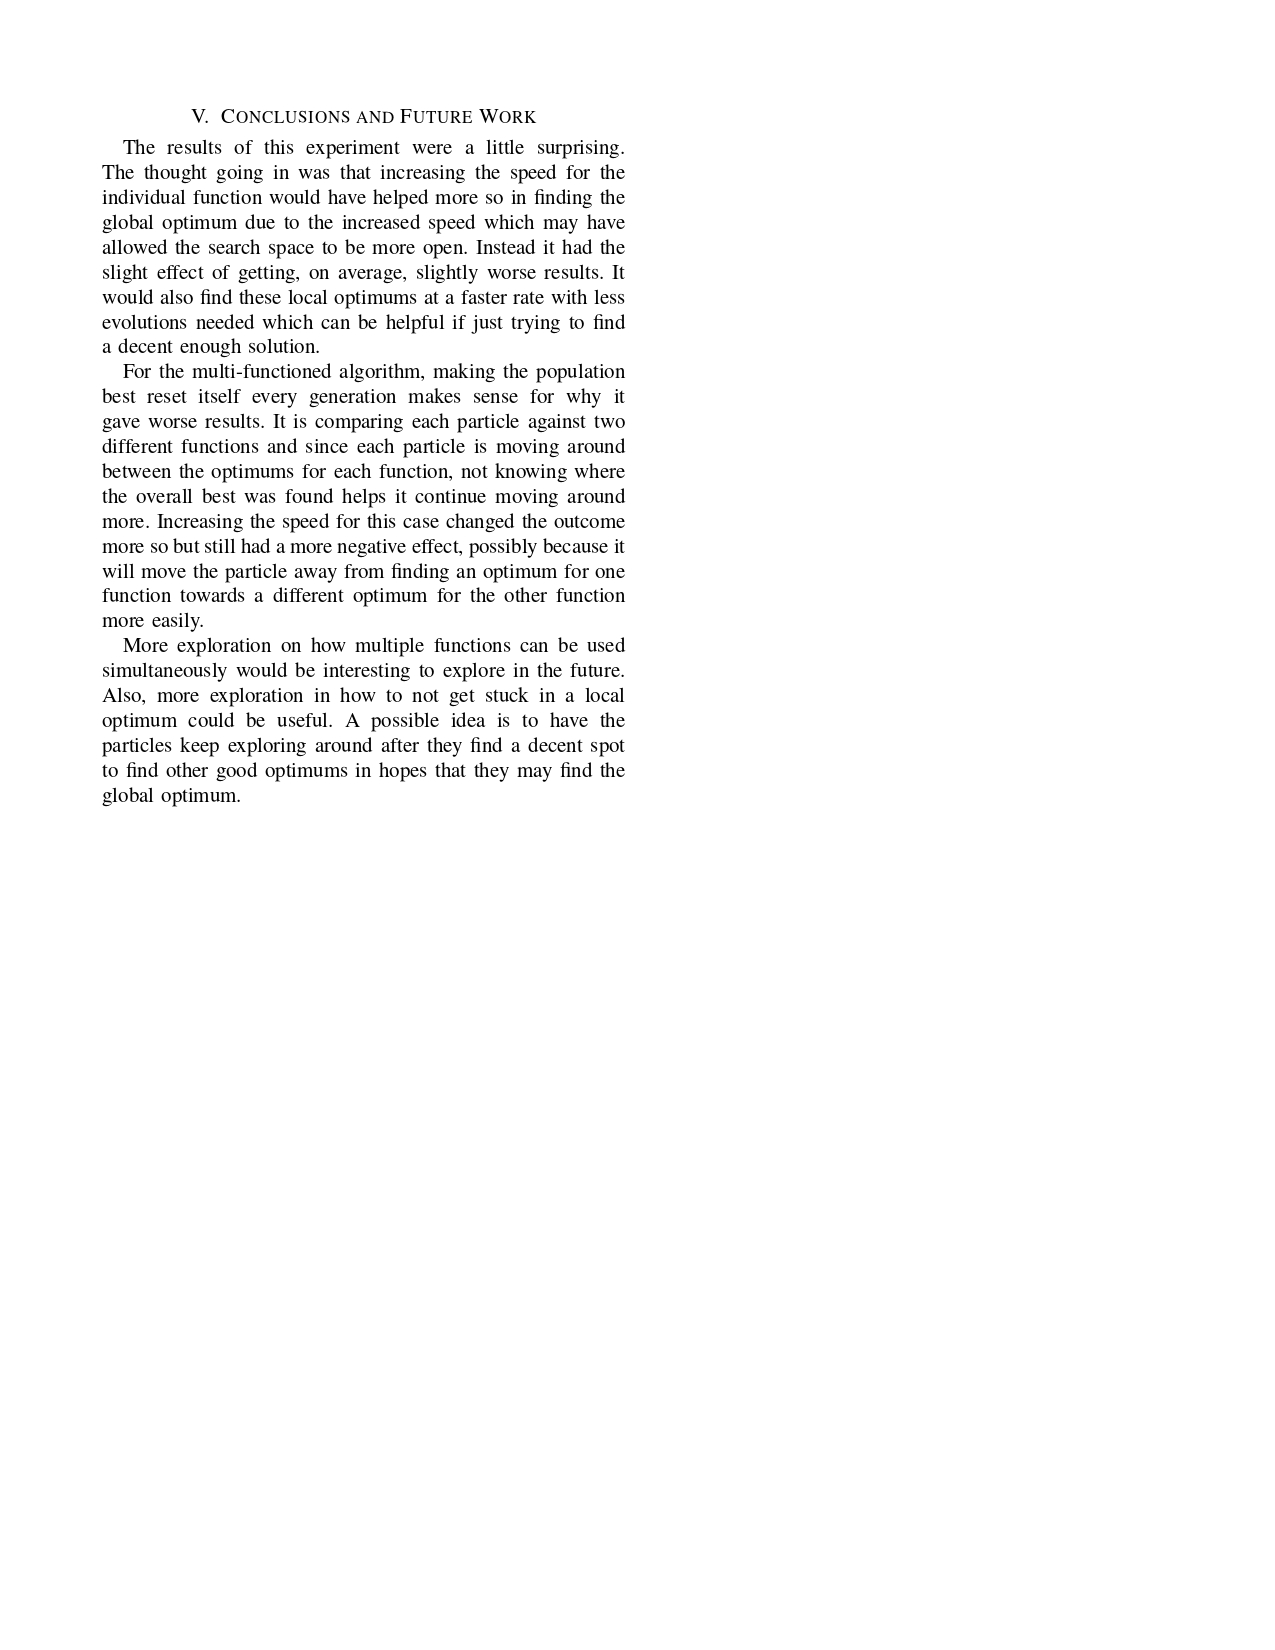 V. CONCLUSIONS AND FUTURE WORK
The results of this experiment were a little surprising.
The thought going in was that increasing the speed for the
individual function would have helped more so in finding the
global optimum due to the increased speed which may have
allowed the search space to be more open. Instead it had the
slight effect of getting, on average, slightly worse results. It
would also find these local optimums at a faster rate with less
evolutions needed which can be helpful if just trying to find
a decent enough solution.
For the multi-functioned algorithm, making the population
best reset itself every generation makes sense for why it
gave worse results. It is comparing each particle against two
different functions and since each particle is moving around
between the optimums for each function, not knowing where
the overall best was found helps it continue moving around
more. Increasing the speed for this case changed the outcome
more so but still had a more negative effect, possibly because it
will move the particle away from finding an optimum for one
function towards a different optimum for the other function
more easily.
More exploration on how multiple functions can be used
simultaneously would be interesting to explore in the future.
Also, more exploration in how to not get stuck in a local
optimum could be useful. A possible idea is to have the
particles keep exploring around after they find a decent spot
to find other good optimums in hopes that they may find the
global optimum.